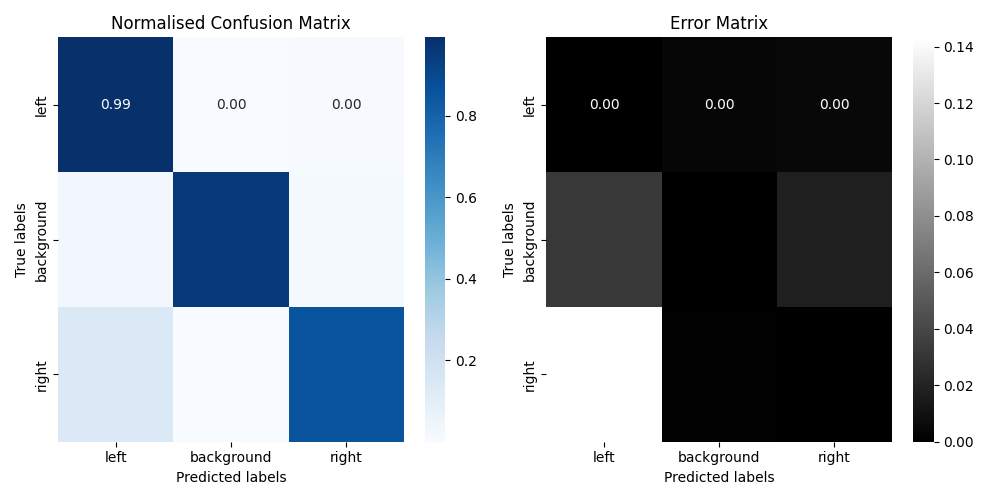 Normalised Confusion Matrix
True labels
left
background
right
0.99 0.00 0.00
left background right
Predicted labels
0.8
0.6
0.4
0.2
Error Matrix
True labels
left
background
right
0.00 0.00 0.00
left background right
Predicted labels
0.14
0.12
0.10
0.08
0.06
0.04
0.02
0.00